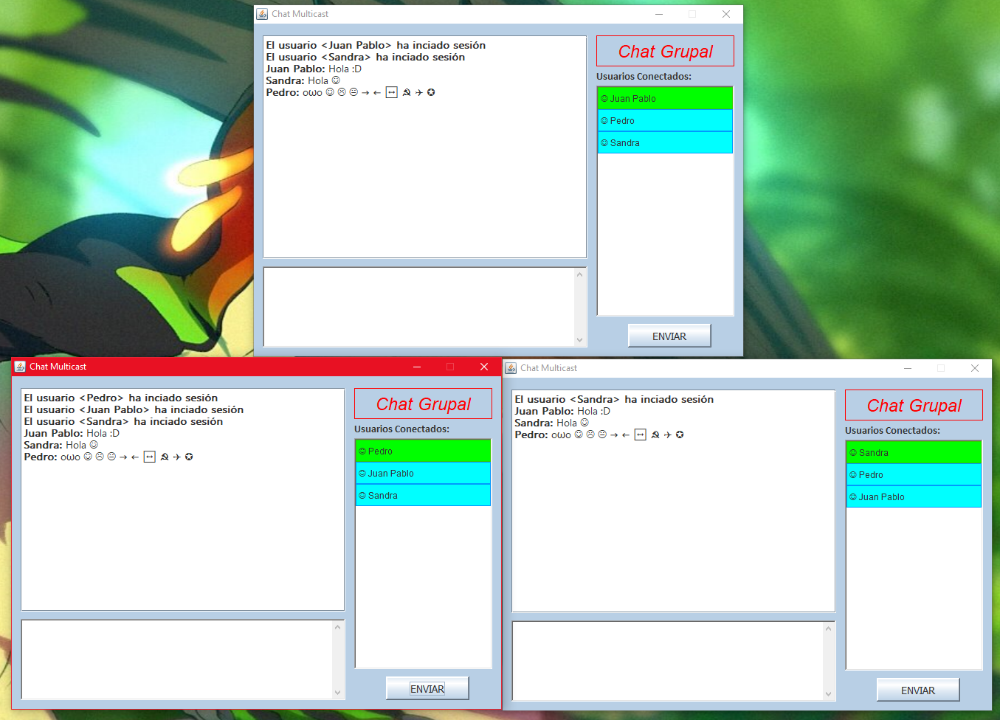 Chat Multicast
El usuario <Juan Pablo> ha inciado sesión
El usuario <Sandra> ha inciado sesión
Juan Pablo: Hola :D
Sandra: Hola ☺
Pedro: oωo ☺ ☹ 😐 → ← ↔ ☭ ✈ ✪
Chat Grupal
Usuarios Conectados:
☺ Juan Pablo
☺ Pedro
☺ Sandra
ENVIAR
Chat Multicast
El usuario <Pedro> ha inciado sesión
El usuario <Juan Pablo> ha inciado sesión
El usuario <Sandra> ha inciado sesión
Juan Pablo: Hola :D
Sandra: Hola ☺
Pedro: oωo ☺ ☹ 😐 → ← ↔ ☭ ✈ ✪
Chat Grupal
Usuarios Conectados:
☺ Pedro
☺ Juan Pablo
☺ Sandra
ENVIAR
Chat Multicast
El usuario <Sandra> ha inciado sesión
Juan Pablo: Hola :D
Sandra: Hola ☺
Pedro: oωo ☺ ☹ 😐 → ← ↔ ☭ ✈ ✪
Chat Grupal
Usuarios Conectados:
☺ Sandra
☺ Pedro
☺ Juan Pablo
ENVIAR